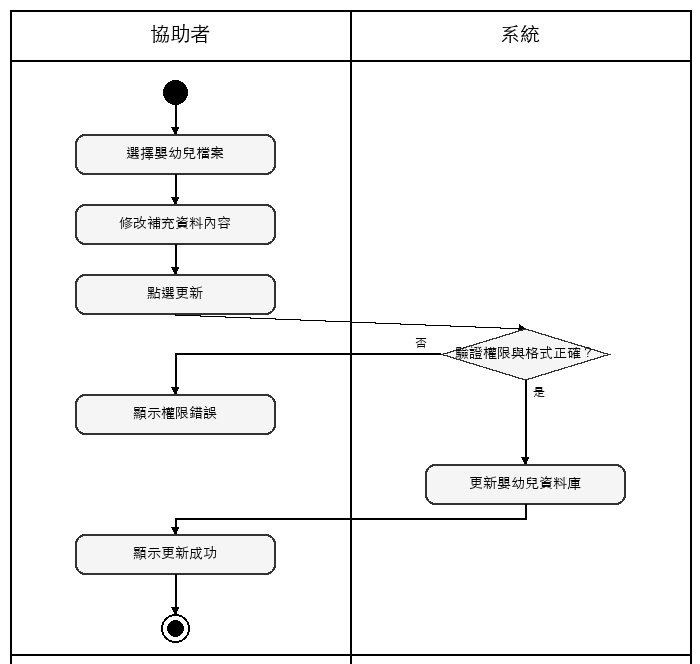 協助者
系統
選擇嬰幼兒檔案
修改補充資料內容
點選更新
否
驗證權限與格式正確？
是
顯示權限錯誤
更新嬰幼兒資料庫
顯示更新成功